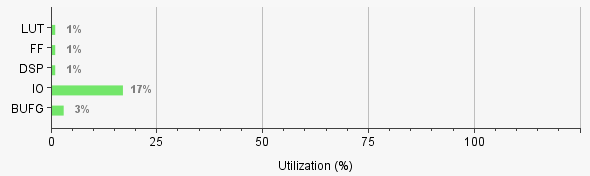 LUT 1%
FF 1%
DSP 1%
IO 17%
BUFG 3%
0 25 50 75 100
Utilization (%)